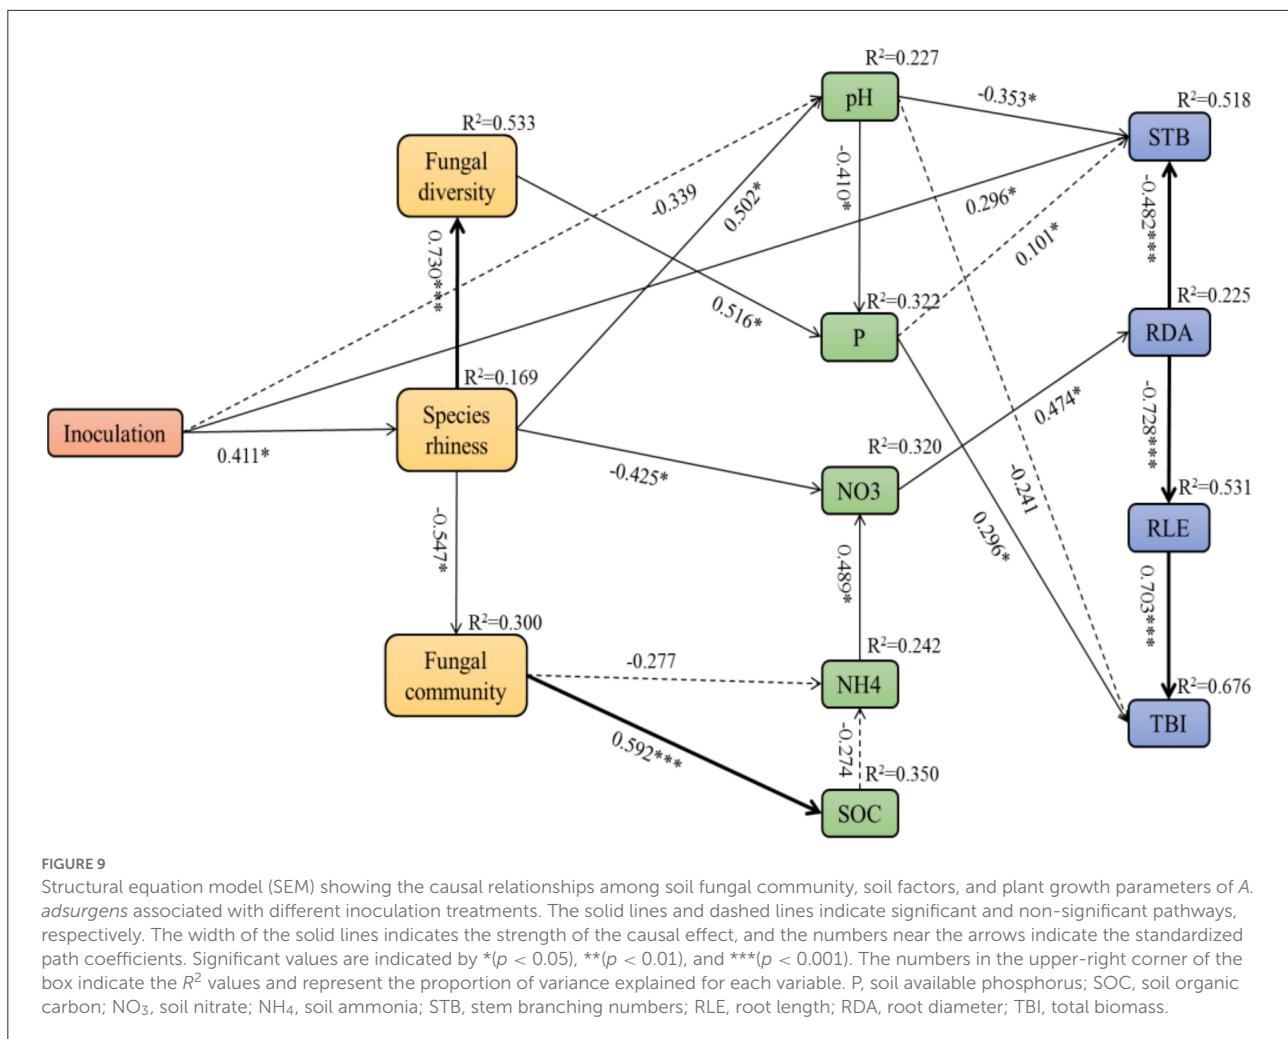 R²=0.227
pH
-0.353*
R²=0.518
STB
R²=0.533
Fungal
diversity
-0.339
0.502*
-0.410*
0.296*
0.101*
-0.482***
0.730***
0.516*
R²=0.322
P
R²=0.225
RDA
R²=0.169
Species
rhiness
Inoculation
0.411*
-0.425*
R²=0.320
NO3
0.474*
-0.728***
-0.241
0.296*
R²=0.531
RLE
-0.547*
0.489*
0.703***
R²=0.300
Fungal
community
-0.277
R²=0.242
NH4
R²=0.676
TBI
0.592***
-0.274
R²=0.350
SOC
FIGURE 9
Structural equation model (SEM) showing the causal relationships among soil fungal community, soil factors, and plant growth parameters of A.
adsurgens associated with different inoculation treatments. The solid lines and dashed lines indicate significant and non-significant pathways,
respectively. The width of the solid lines indicates the strength of the causal effect, and the numbers near the arrows indicate the standardized
path coefficients. Significant values are indicated by *(p < 0.05), **(p < 0.01), and ***(p < 0.001). The numbers in the upper-right corner of the
box indicate the R² values and represent the proportion of variance explained for each variable. P, soil available phosphorus; SOC, soil organic
carbon; NO₃, soil nitrate; NH₄, soil ammonia; STB, stem branching numbers; RLE, root length; RDA, root diameter; TBI, total biomass.